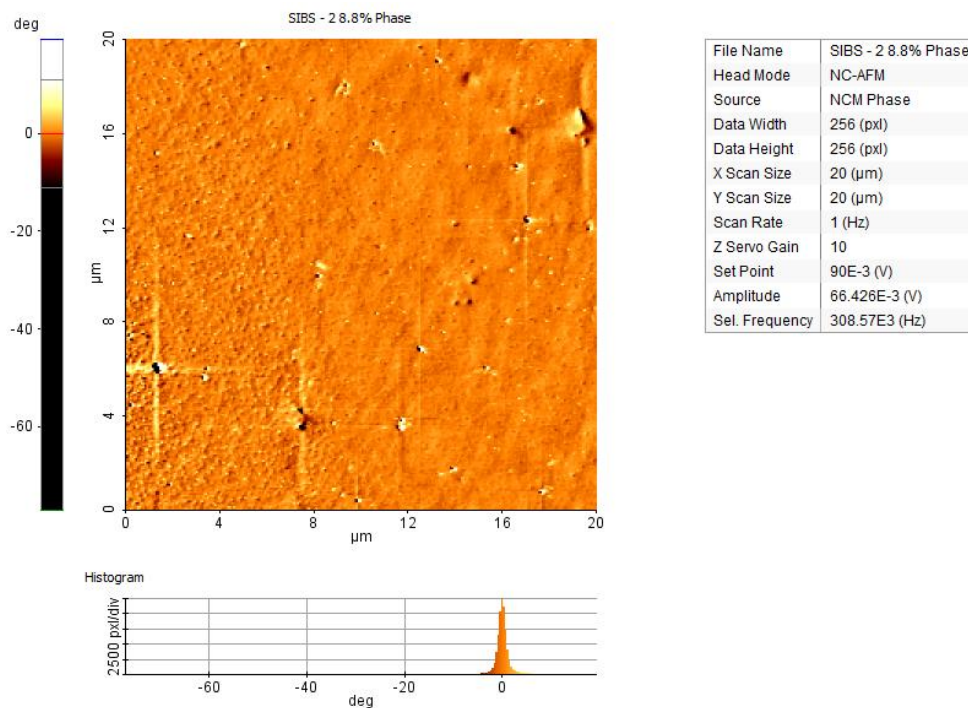 SIBS - 2 8.8% Phase
deg
0
-20
-40
-60
20
16
12
8
4
0
µm
0 4 8 12 16 20
µm
File Name SIBS - 2 8.8% Phase
Head Mode NC-AFM
Source NCM Phase
Data Width 256 (pxl)
Data Height 256 (pxl)
X Scan Size 20 (µm)
Y Scan Size 20 (µm)
Scan Rate 1 (Hz)
Z Servo Gain 10
Set Point 90E-3 (V)
Amplitude 66.426E-3 (V)
Sel. Frequency 308.57E3 (Hz)
Histogram
2500 pxl/div
-60 -40 -20 0
deg